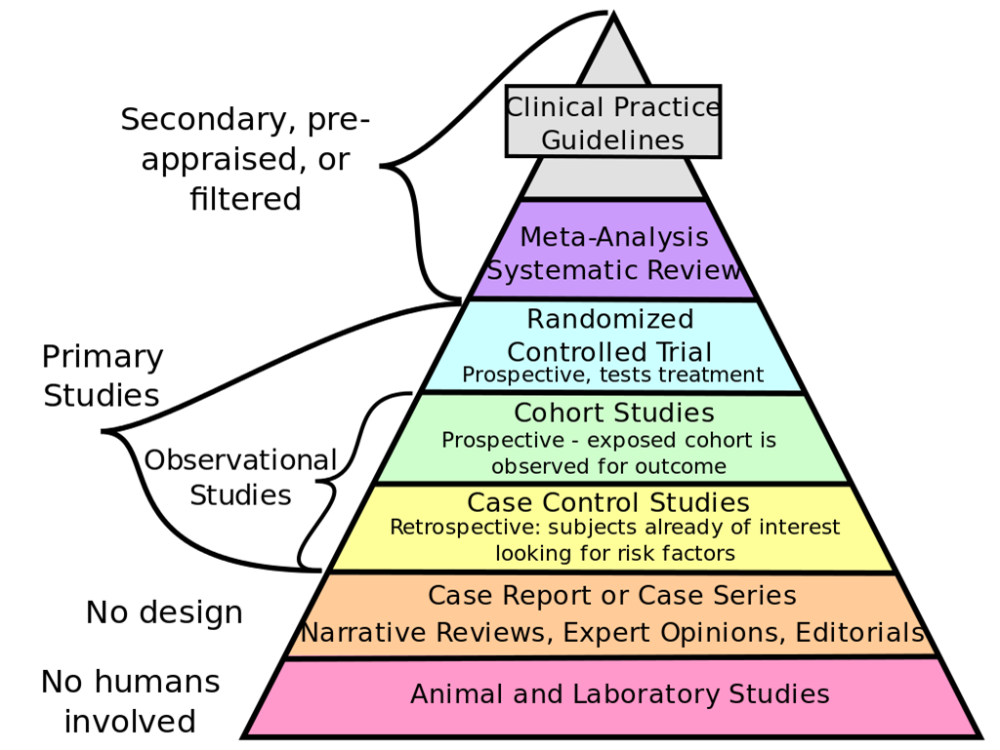 Secondary, pre-
appraised, or
filtered
Clinical Practice
Guidelines
Meta-Analysis
Systematic Review
Primary
Studies
Randomized
Controlled Trial
Prospective, tests treatment
Observational
Studies
Cohort Studies
Prospective - exposed cohort is
observed for outcome
Case Control Studies
Retrospective: subjects already of interest
looking for risk factors
No design
Case Report or Case Series
Narrative Reviews, Expert Opinions, Editorials
No humans
involved
Animal and Laboratory Studies